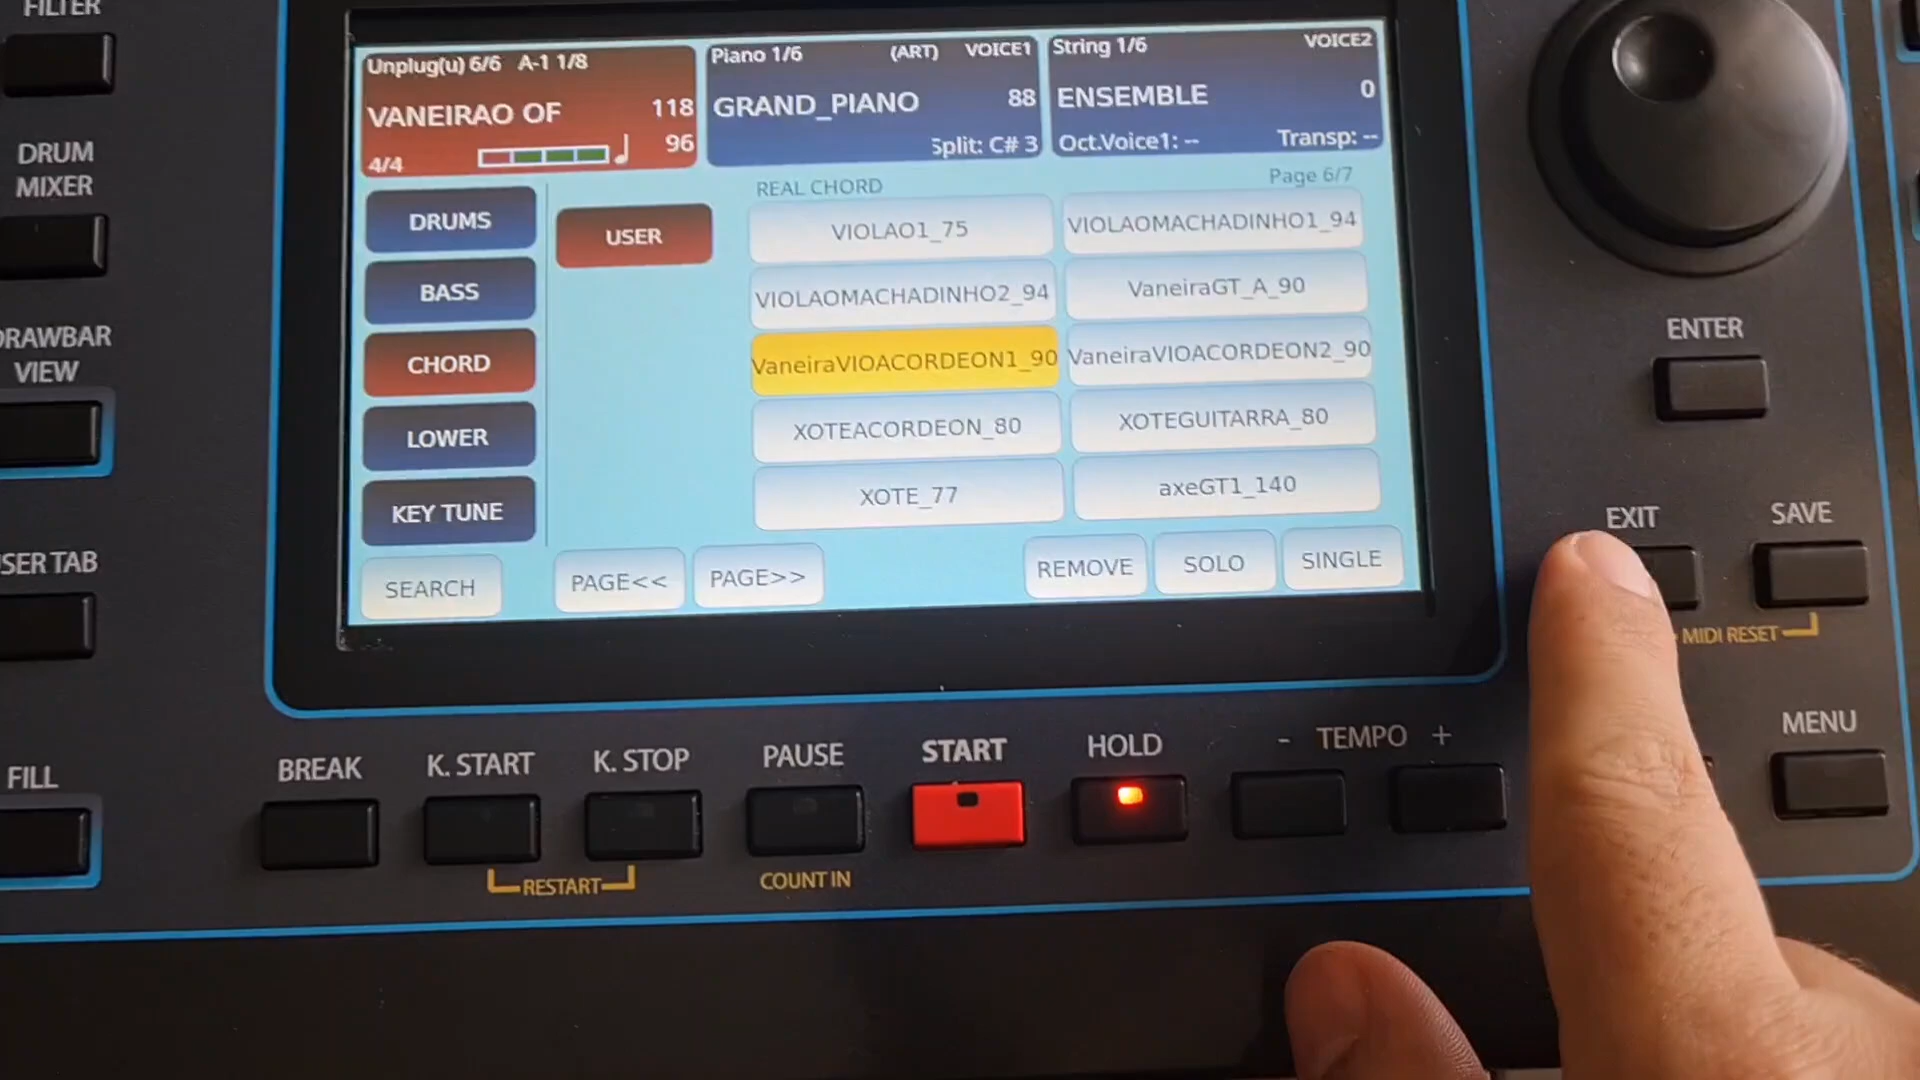 FILTER
DRUM
MIXER
DRAWBAR
VIEW
USER TAB
FILL
Unplug(u) 6/6 A-1 1/8
VANEIRAO OF 118
96
4/4
Piano 1/6 (ART) VOICE1
GRAND_PIANO 88
Split: C# 3
String 1/6 VOICE2
ENSEMBLE 0
Oct.Voice1: -- Transp: --
DRUMS
BASS
CHORD
LOWER
KEY TUNE
USER
REAL CHORD Page 6/7
VIOLAO1_75 VIOLAOMACHADINHO1_94
VIOLAOMACHADINHO2_94 VaneiraGT_A_90
VaneiraVIOACORDEON1_90 VaneiraVIOACORDEON2_90
XOTEACORDEON_80 XOTEGUITARRA_80
XOTE_77 axeGT1_140
SEARCH PAGE<< PAGE>> REMOVE SOLO SINGLE
ENTER
EXIT SAVE
MIDI RESET
MENU
BREAK K. START K. STOP PAUSE START HOLD - TEMPO +
RESTART COUNT IN